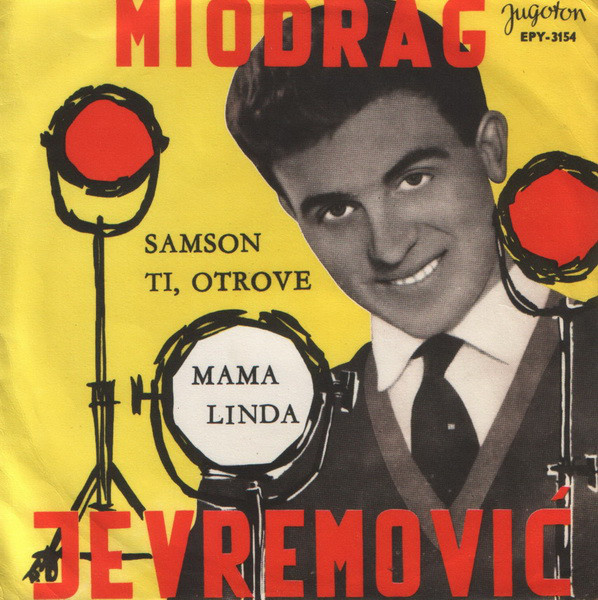 MIODRAG
Jugoton
EPY-3154
SAMSON
TI, OTROVE
MAMA
LINDA
JEVREMOVIĆ